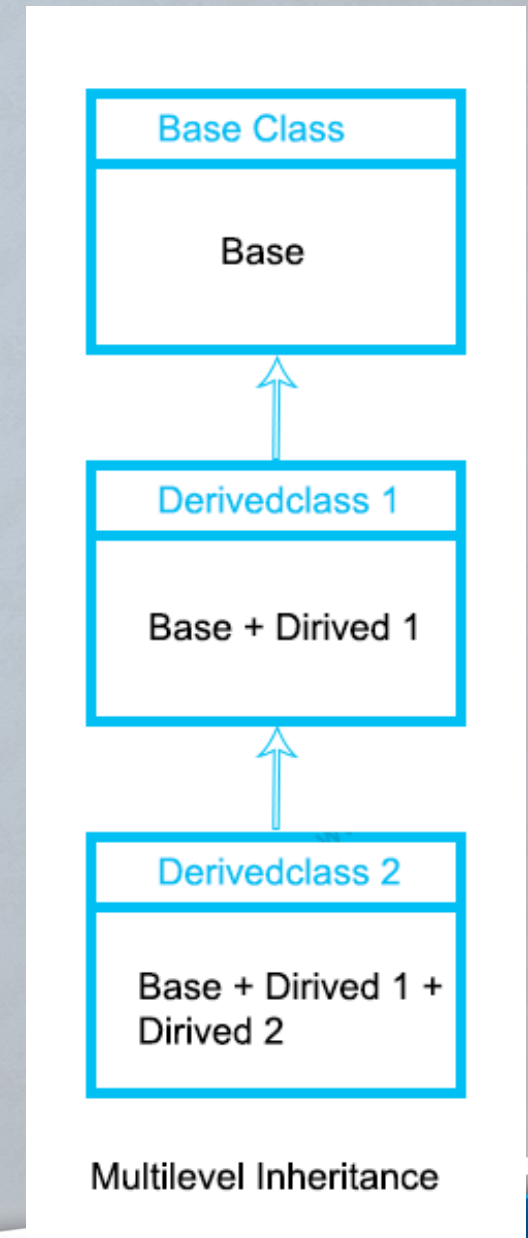 Base Class
Base
Derivedclass 1
Base + Dirived 1
Derivedclass 2
Base + Dirived 1 +
Dirived 2
Multilevel Inheritance